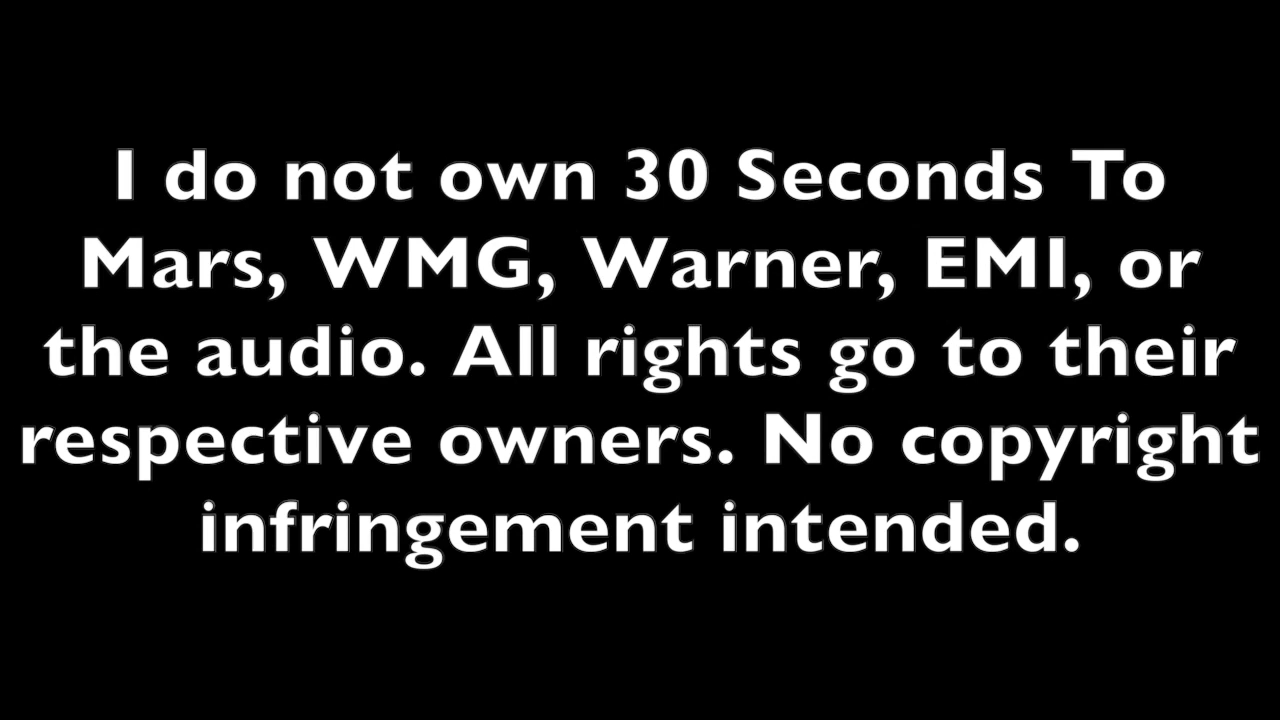 I do not own 30 Seconds To
Mars, WMG, Warner, EMI, or
the audio. All rights go to their
respective owners. No copyright
infringement intended.